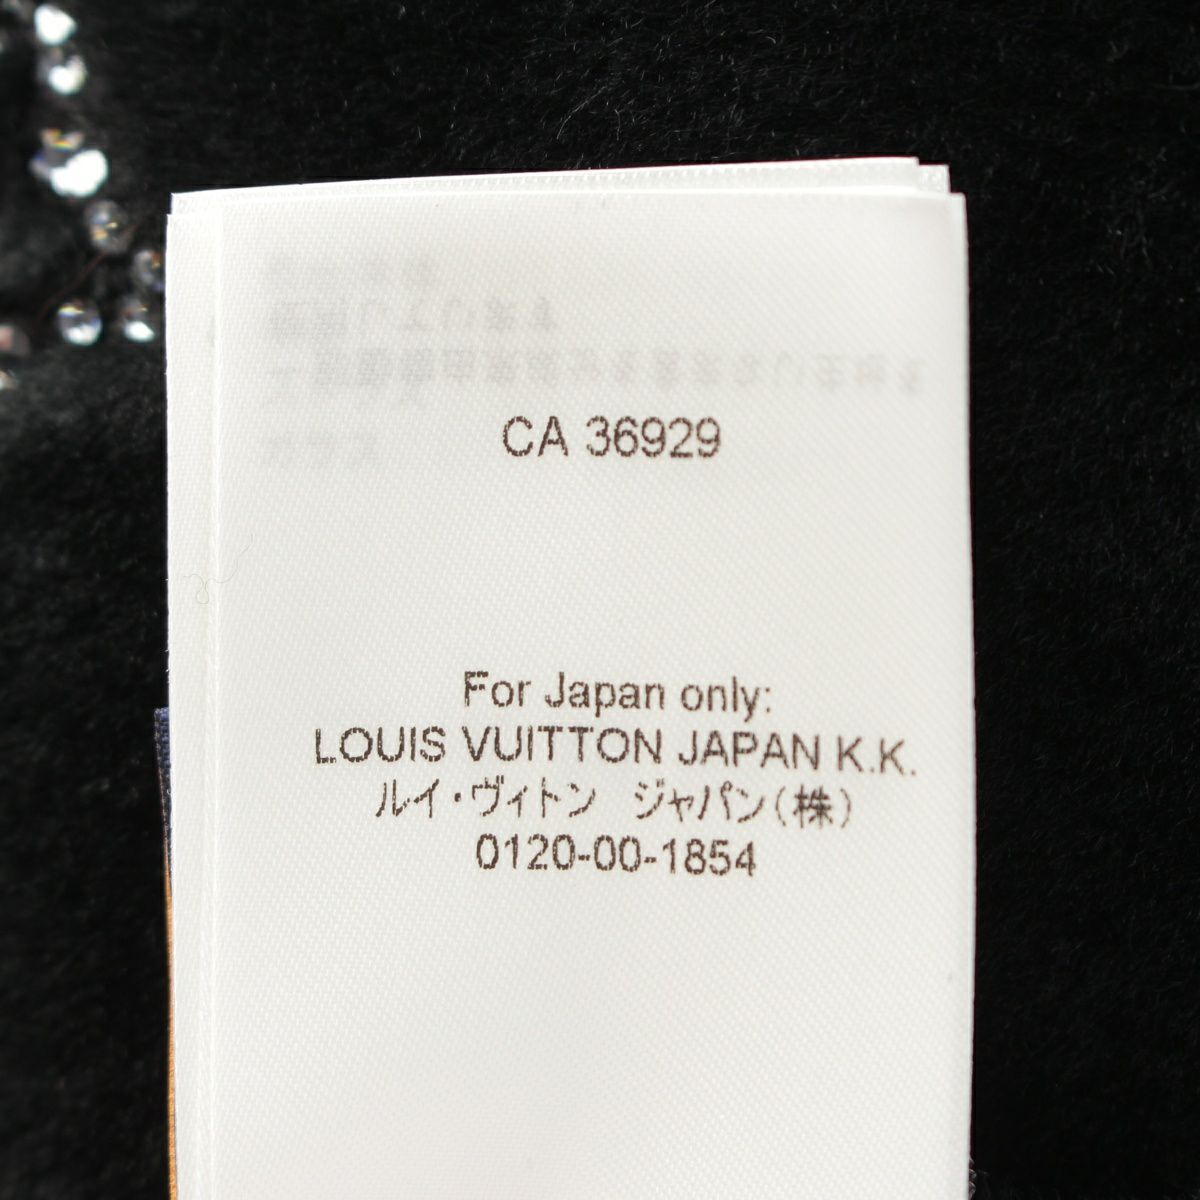 CA 36929
For Japan only:
LOUIS VUITTON JAPAN K.K.
ルイ・ヴィトン　ジャパン(株)
0120-00-1854